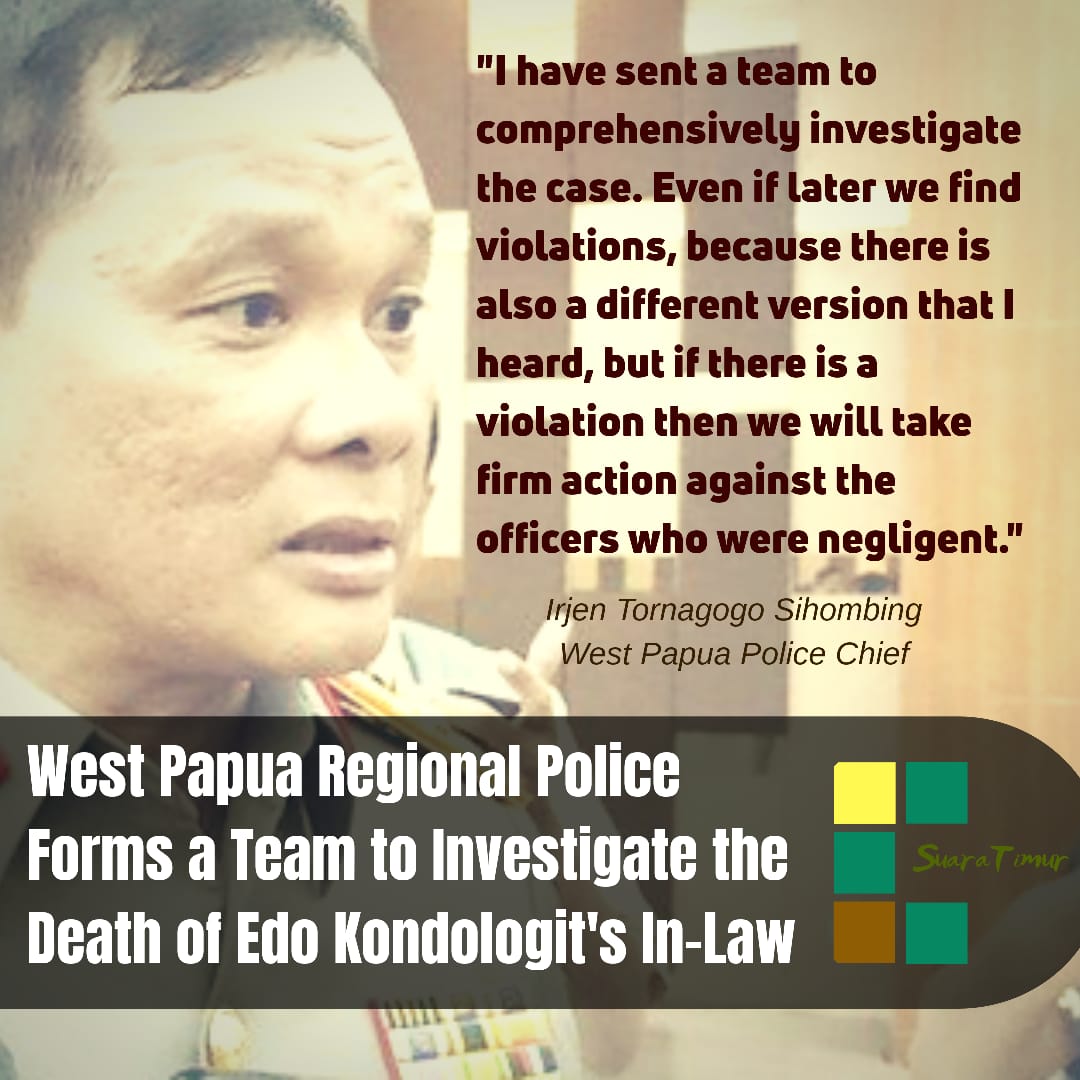 "I have sent a team to
comprehensively investigate
the case. Even if later we find
violations, because there is
also a different version that I
heard, but if there is a
violation then we will take
firm action against the
officers who were negligent."
Irjen Tornagogo Sihombing
West Papua Police Chief
West Papua Regional Police
Forms a Team to Investigate the
Death of Edo Kondologit's In-Law
SuaraTimur